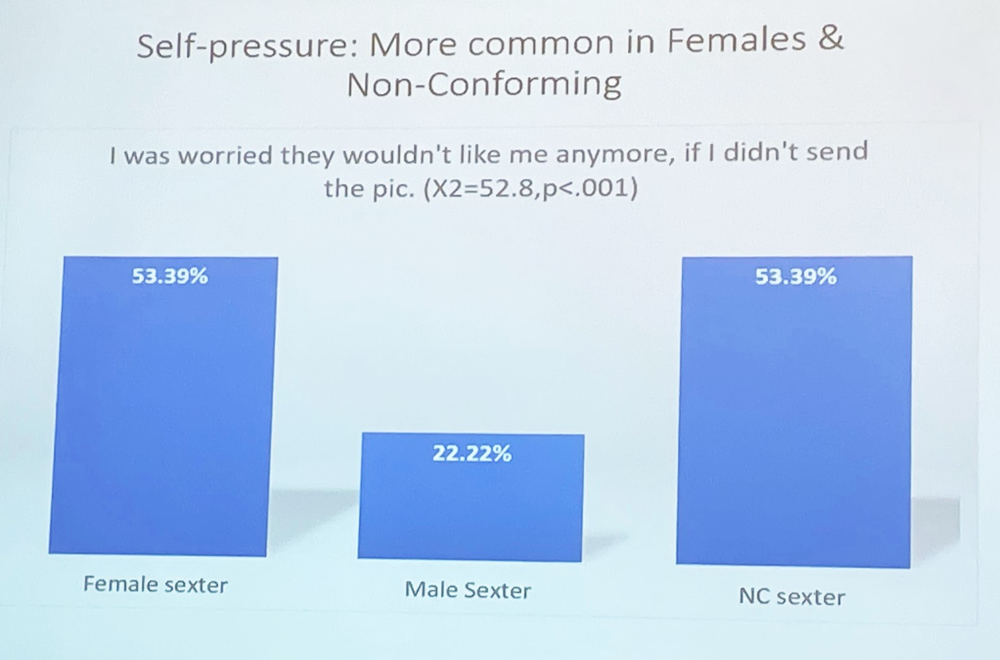 Self-pressure: More common in Females &
Non-Conforming
I was worried they wouldn't like me anymore, if I didn't send
the pic. (X2=52.8,p<.001)
53.39%
22.22%
53.39%
Female sexter
Male Sexter
NC sexter